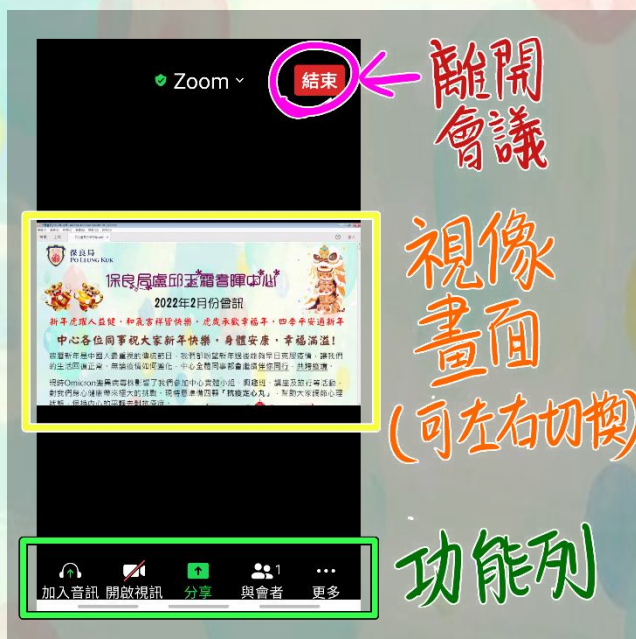 Zoom
結束
離開
會議
保良局
PO LEUNG KUK
保良局盧邱玉霜耆暉中心
2022年2月份會訊
新年虎躍人益健，和氣吉祥皆快樂，虎虎承歡幸福年，四季平安過新年
中心各位同事祝大家新年快樂，身體安康，幸福滿溢！
視像
畫面
(可左右切換)
1
加入音訊 開啟視訊 分享 與會者 更多
功能列